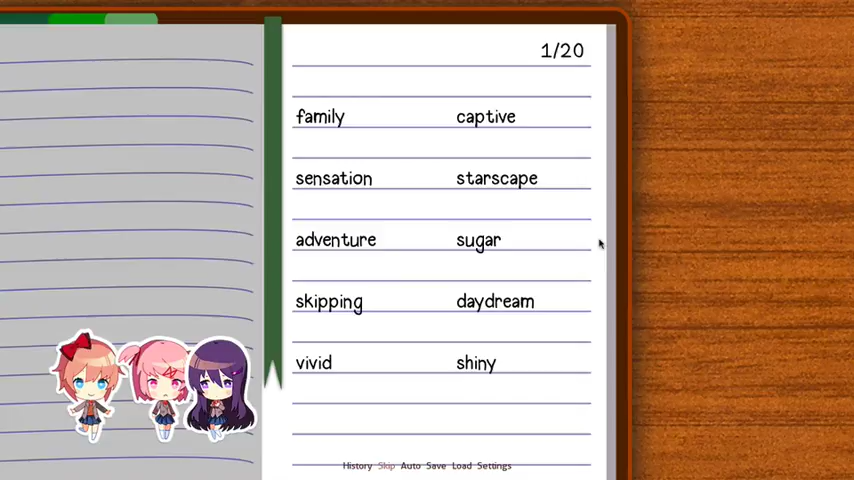 1/20
family captive
sensation starscape
adventure sugar
skipping daydream
vivid shiny
History Skip Auto Save Load Settings